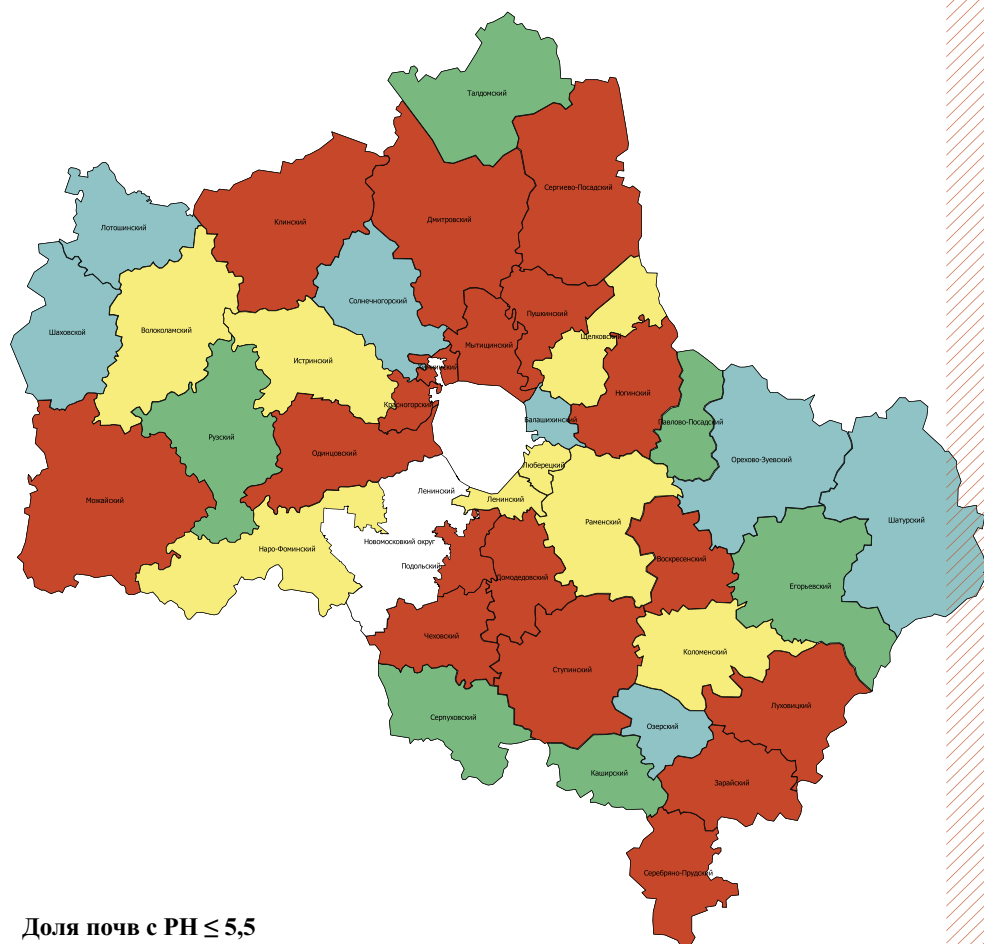 Талдомский
Сергиево-Посадский
Клинский
Дмитровский
Лотошинский
Солнечногорский
Пушкинский
Шаховской
Волоколамский
Щелковский
Мытищинский
Истринский
Ногинский
Красногорский
Балашихинский
Павлово-Посадский
Рузский
Одинцовский
Орехово-Зуевский
Люберецкий
Ленинский
Ленинский
Можайский
Раменский
Шатурский
Новомосковкий округ
Наро-Фоминский
Воскресенский
Подольский
Домодедовский
Егорьевский
Чеховский
Коломенский
Ступинский
Луховицкий
Серпуховский
Озерский
Каширский
Зарайский
Серебряно-Прудский
Доля почв с PH ≤ 5,5